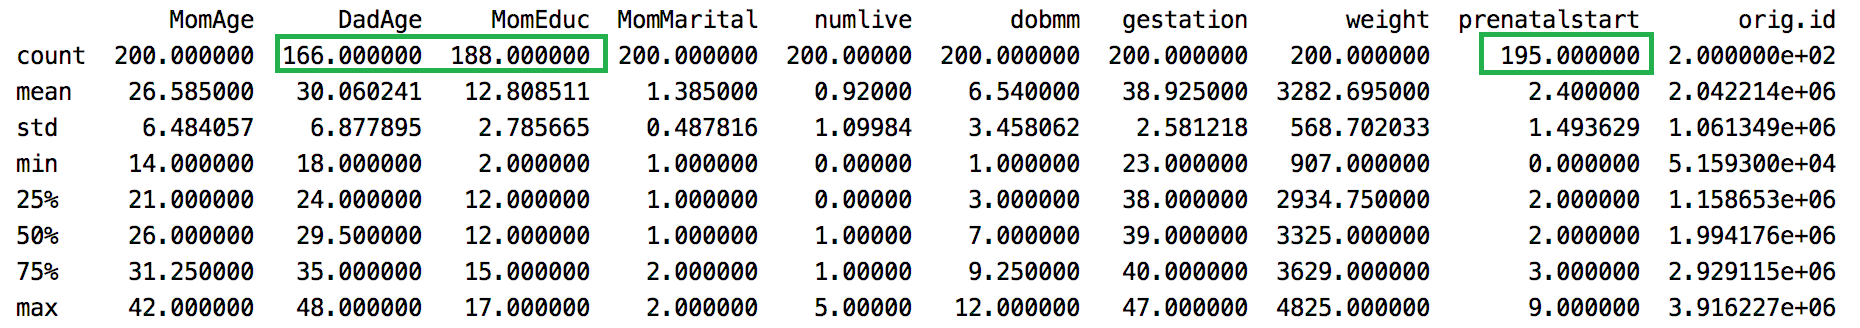 MomAge DadAge MomEduc MomMarital numlive dobmm gestation weight prenatalstart orig.id
count 200.000000 166.000000 188.000000 200.000000 200.00000 200.000000 200.000000 200.000000 195.000000 2.000000e+02
mean 26.585000 30.060241 12.808511 1.385000 0.92000 6.540000 38.925000 3282.695000 2.400000 2.042214e+06
std 6.484057 6.877895 2.785665 0.487816 1.09984 3.458062 2.581218 568.702033 1.493629 1.061349e+06
min 14.000000 18.000000 2.000000 1.000000 0.00000 1.000000 23.000000 907.000000 0.000000 5.159300e+04
25% 21.000000 24.000000 12.000000 1.000000 0.00000 3.000000 38.000000 2934.750000 2.000000 1.158653e+06
50% 26.000000 29.500000 12.000000 1.000000 1.00000 7.000000 39.000000 3325.000000 2.000000 1.994176e+06
75% 31.250000 35.000000 15.000000 2.000000 1.00000 9.250000 40.000000 3629.000000 3.000000 2.929115e+06
max 42.000000 48.000000 17.000000 2.000000 5.00000 12.000000 47.000000 4825.000000 9.000000 3.916227e+06